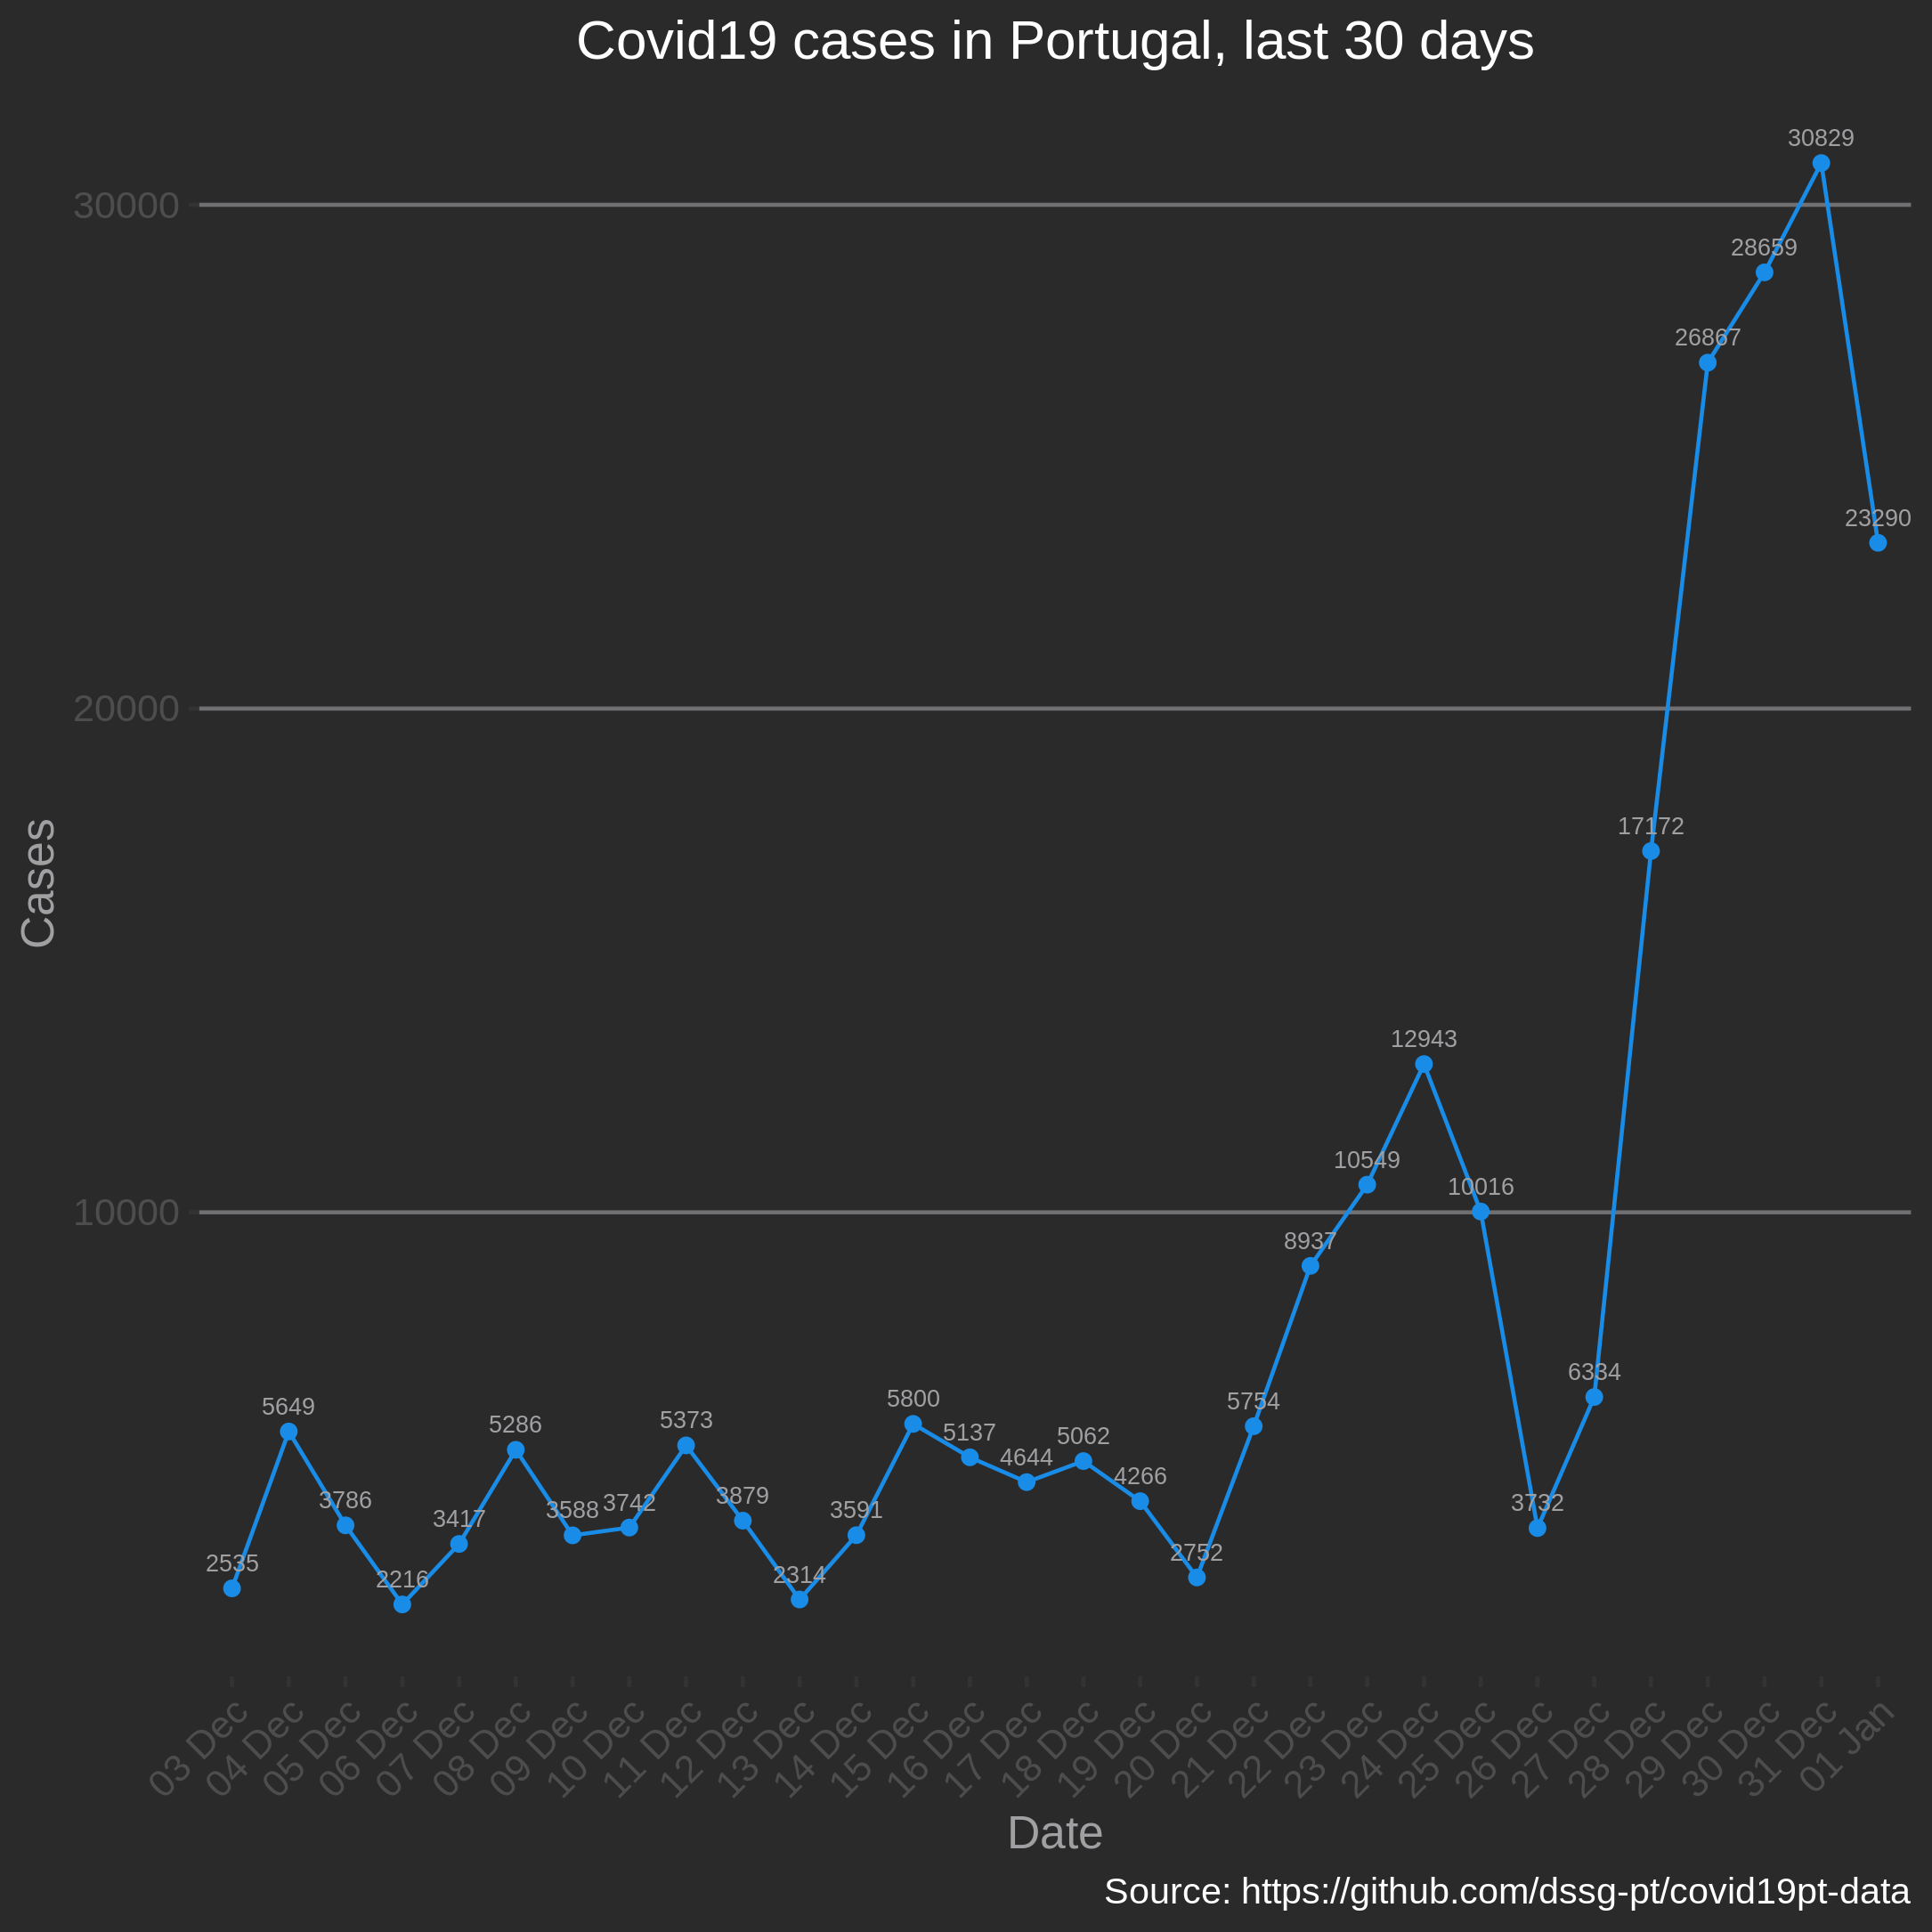 Covid19 cases in Portugal, last 30 days
30829
30000
28659
26867
23290
20000
17172
Cases
12943
10549
10016
10000
8937
6334
5800
5754
5649
5373
5286
5137
5062
4644
4266
3879
3786
3742
3732
3591
3588
3417
2752
2535
2314
2216
03 Dec
04 Dec
05 Dec
06 Dec
07 Dec
08 Dec
09 Dec
10 Dec
11 Dec
12 Dec
13 Dec
14 Dec
15 Dec
16 Dec
17 Dec
18 Dec
19 Dec
20 Dec
21 Dec
22 Dec
23 Dec
24 Dec
25 Dec
26 Dec
27 Dec
28 Dec
29 Dec
30 Dec
31 Dec
01 Jan
Date
Source: https://github.com/dssg-pt/covid19pt-data